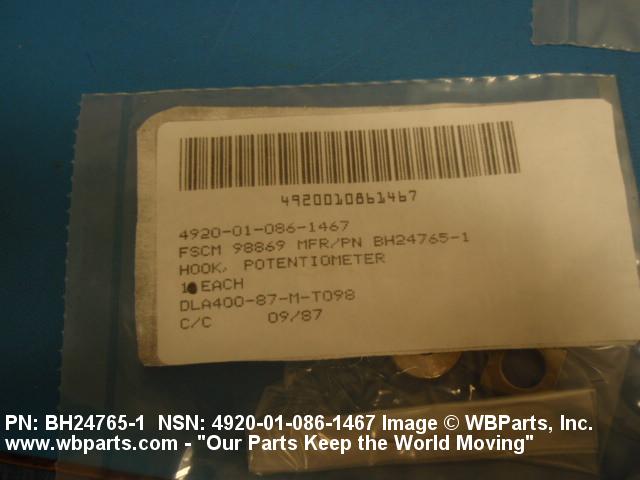 4920010861467
4920-01-086-1467
FSCM 98869 MFR/PN BH24765-1
HOOK, POTENTIOMETER
1 EACH
DLA400-87-M-T098
C/C 09/87
PN: BH24765-1 NSN: 4920-01-086-1467 Image © WBParts, Inc.
www.wbparts.com - "Our Parts Keep the World Moving"